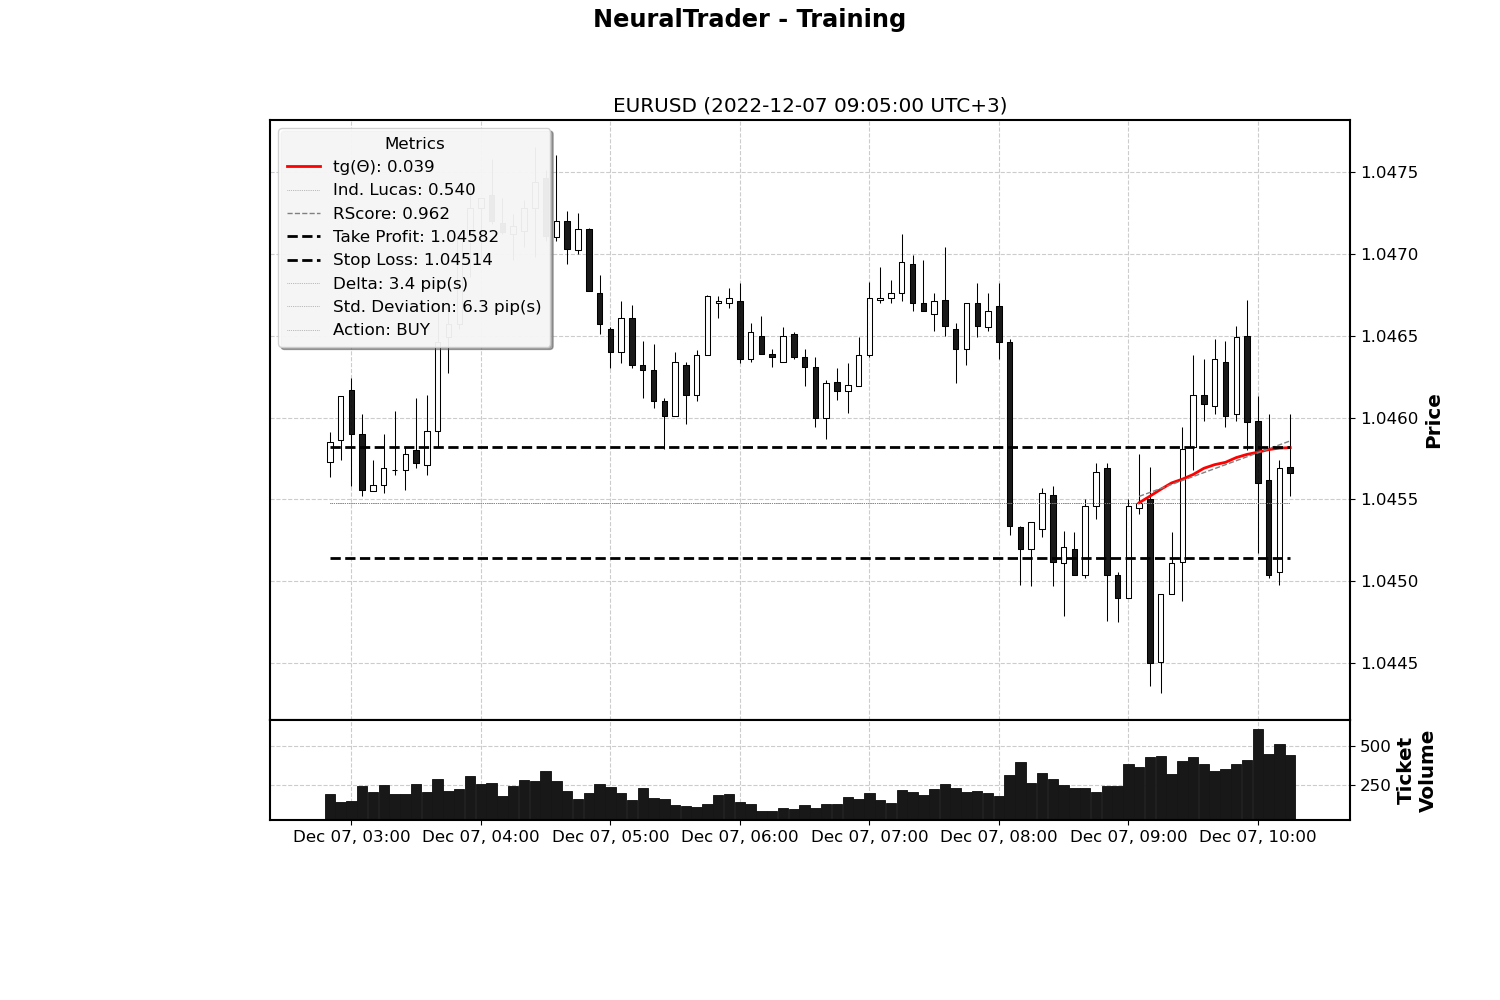 NeuralTrader - Training
EURUSD (2022-12-07 09:05:00 UTC+3)
Metrics
tg(Θ): 0.039
Ind. Lucas: 0.540
RScore: 0.962
Take Profit: 1.04582
Stop Loss: 1.04514
Delta: 3.4 pip(s)
Std. Deviation: 6.3 pip(s)
Action: BUY
1.0475
1.0470
1.0465
1.0460
1.0455
1.0450
1.0445
Price
500
250
Ticket
Volume
Dec 07, 03:00 Dec 07, 04:00 Dec 07, 05:00 Dec 07, 06:00 Dec 07, 07:00 Dec 07, 08:00 Dec 07, 09:00 Dec 07, 10:00